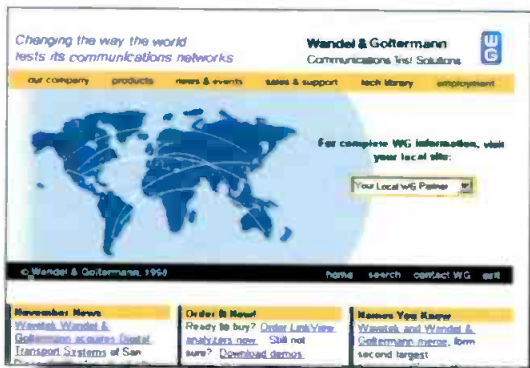 Changing the way the world
tests its communications networks
Wandel & Goltermann
Communications Test Solutions
WG
our company products news & events sales & support tech library employment
For complete WG information, visit
your local site:
Your Local WG Partner
© Wandel & Goltermann, 1998
home search contact WG exit
November News
Wavetek Wandel &
Goltermann acquires Digital
Transport Systems of San
Order It Now!
Ready to buy? Order LinkView
analyzers now. Still not
sure? Download demos
Names You Know
Wavetek and Wandel &
Goltermann merge, form
second largest